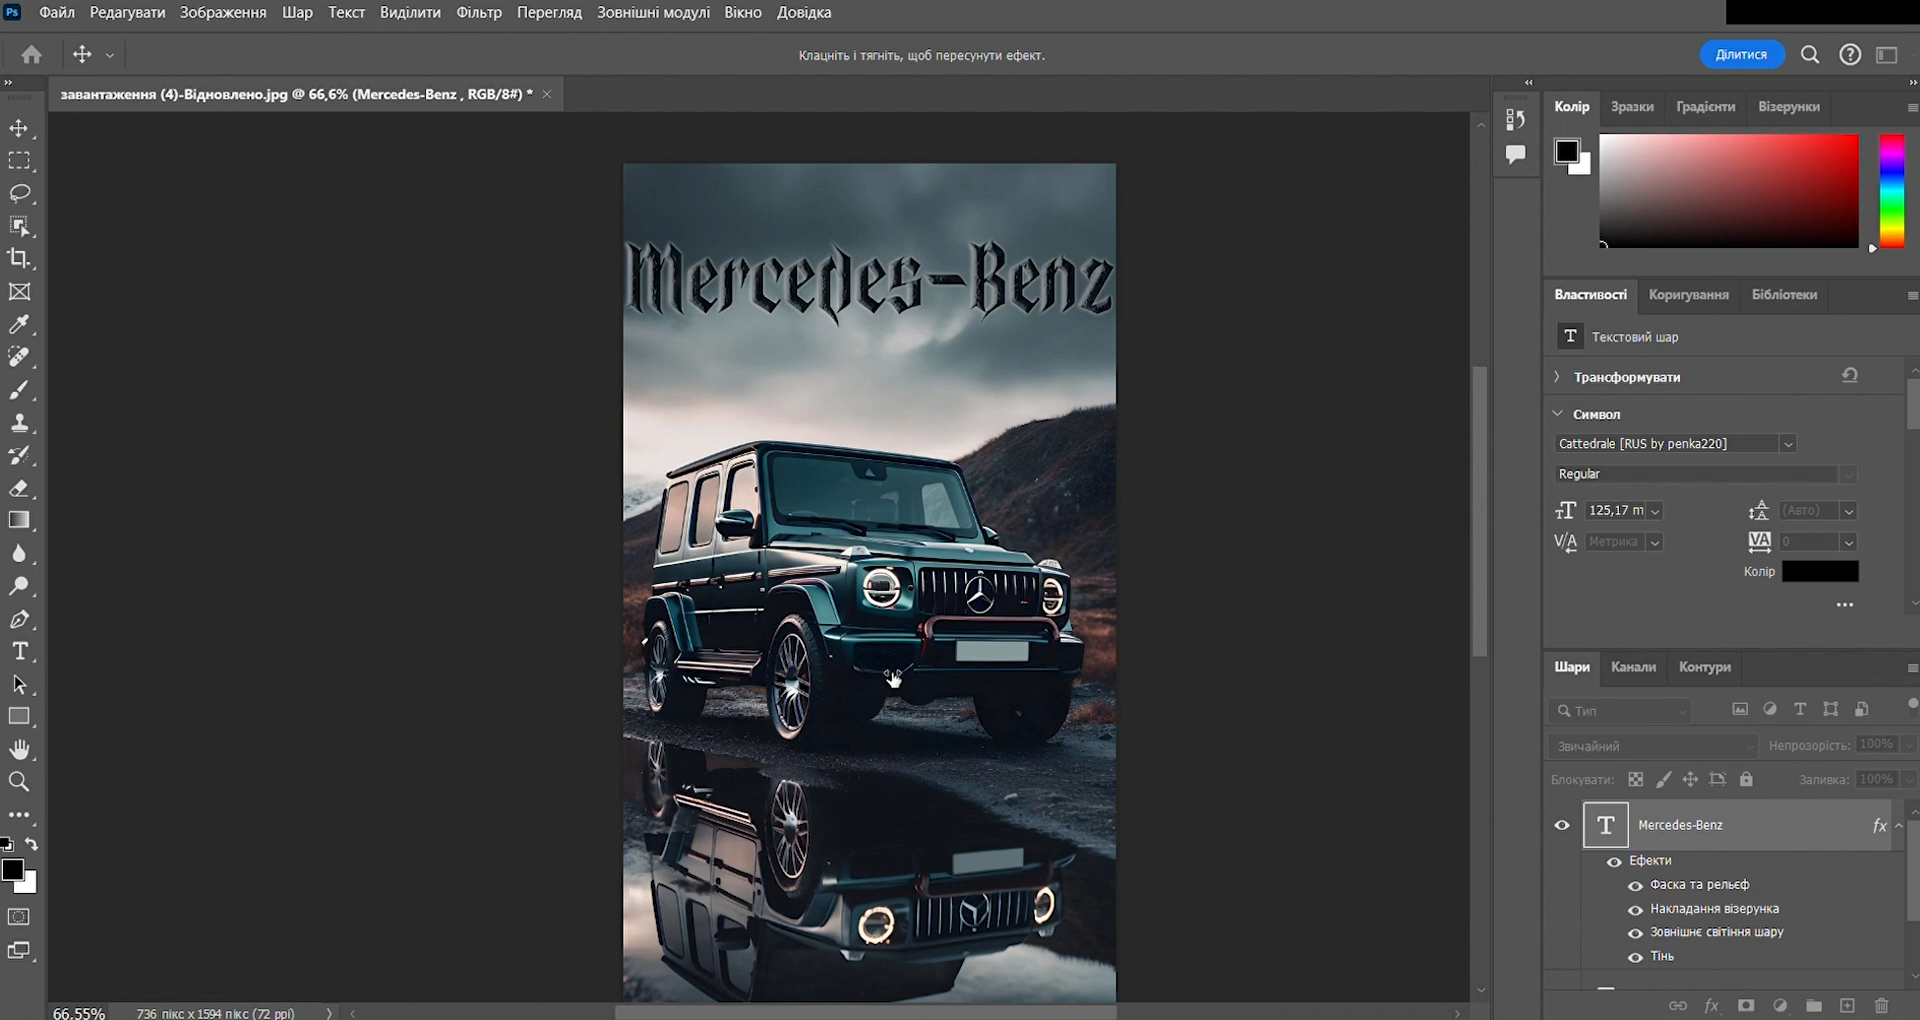 Ps Файл Редагувати Зображення Шар Текст Виділити Фільтр Перегляд Зовнішні модулі Вікно Довідка
Клацніть і тягніть, щоб пересунути ефект.
Ділитися
завантаження (4)-Відновлено.jpg @ 66,6% (Mercedes-Benz , RGB/8#) *
Колір Зразки Градієнти Візерунки
Mercedes-Benz
Властивості Коригування Бібліотеки
T Текстовий шар
Трансформувати
Символ
Cattedrale [RUS by penka220]
Regular
125,17 m (Авто)
Метрика 0
Колір
Шари Канали Контури
Тип
Звичайний Непрозорість: 100%
Блокувати: Заливка: 100%
T Mercedes-Benz fx
Ефекти
Фаска та рельєф
Накладання візерунка
Зовнішнє світіння шару
Тінь
66,55% 736 пікс x 1594 пікс (72 ppi)
fx